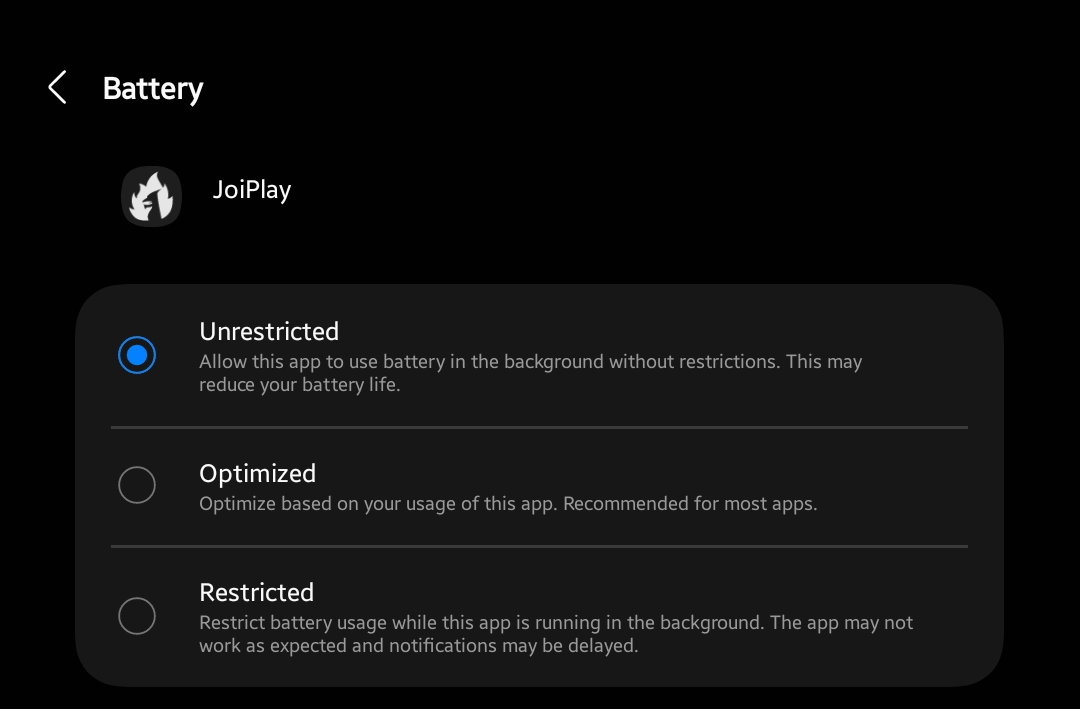 Battery
JoiPlay
Unrestricted
Allow this app to use battery in the background without restrictions. This may
reduce your battery life.
Optimized
Optimize based on your usage of this app. Recommended for most apps.
Restricted
Restrict battery usage while this app is running in the background. The app may not
work as expected and notifications may be delayed.